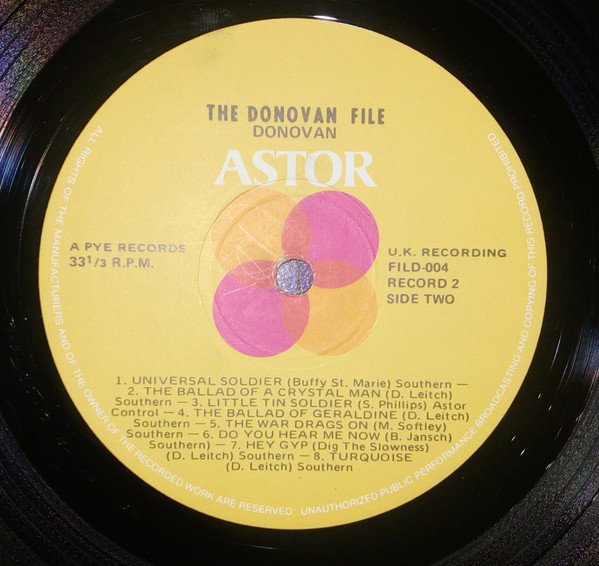 THE DONOVAN FILE
DONOVAN
ASTOR
A PYE RECORDS
33⅓ R.P.M.
U.K. RECORDING
FILD-004
RECORD 2
SIDE TWO
1. UNIVERSAL SOLDIER (Buffy St. Marie) Southern —
2. THE BALLAD OF A CRYSTAL MAN (D. Leitch)
Southern — 3. LITTLE TIN SOLDIER (S. Phillips) Astor
Control — 4. THE BALLAD OF GERALDINE (D. Leitch)
Southern — 5. THE WAR DRAGS ON (M. Softley)
Southern — 6. DO YOU HEAR ME NOW (B. Jansch)
Southern) — 7. HEY GYP (Dig The Slowness)
(D. Leitch) Southern — 8. TURQUOISE
(D. Leitch) Southern
ALL RIGHTS OF THE MANUFACTURERS AND OF THE OWNER OF THE RECORDED WORK ARE RESERVED. UNAUTHORIZED PUBLIC PERFORMANCE BROADCASTING AND COPYING OF THIS RECORD PROHIBITED